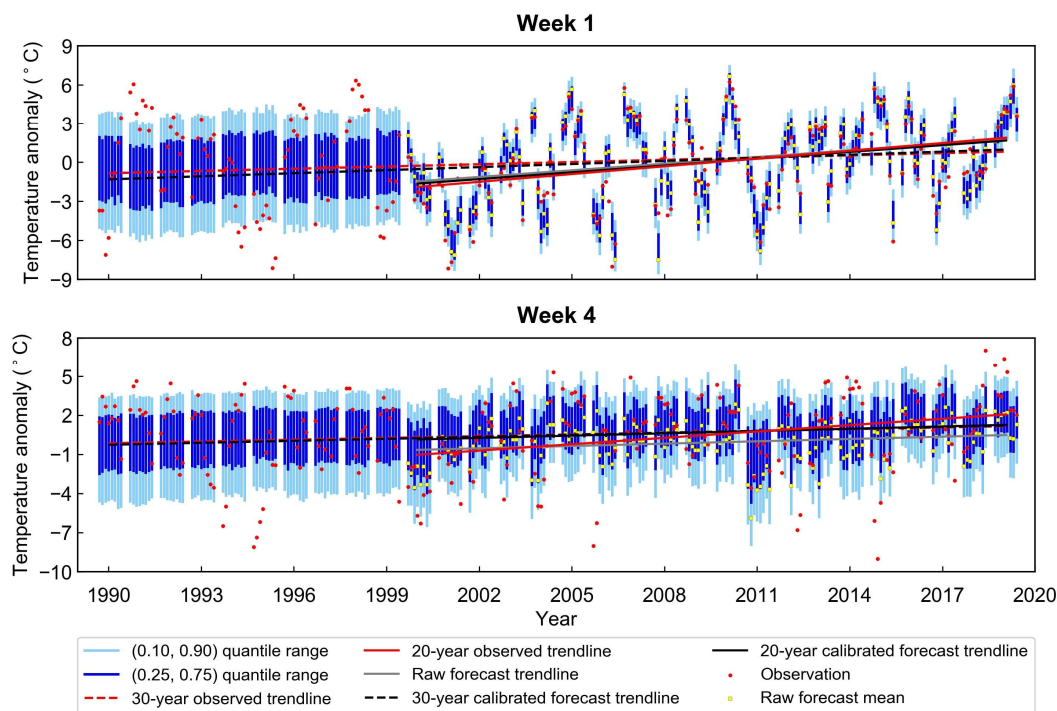 Week 1
Temperature anomaly (°C)
9
6
3
0
−3
−6
−9
Week 4
Temperature anomaly (°C)
8
5
2
−1
−4
−7
−10
1990 1993 1996 1999 2002 2005 2008 2011 2014 2017 2020
Year
(0.10, 0.90) quantile range
(0.25, 0.75) quantile range
30-year observed trendline
20-year observed trendline
Raw forecast trendline
30-year calibrated forecast trendline
20-year calibrated forecast trendline
Observation
Raw forecast mean